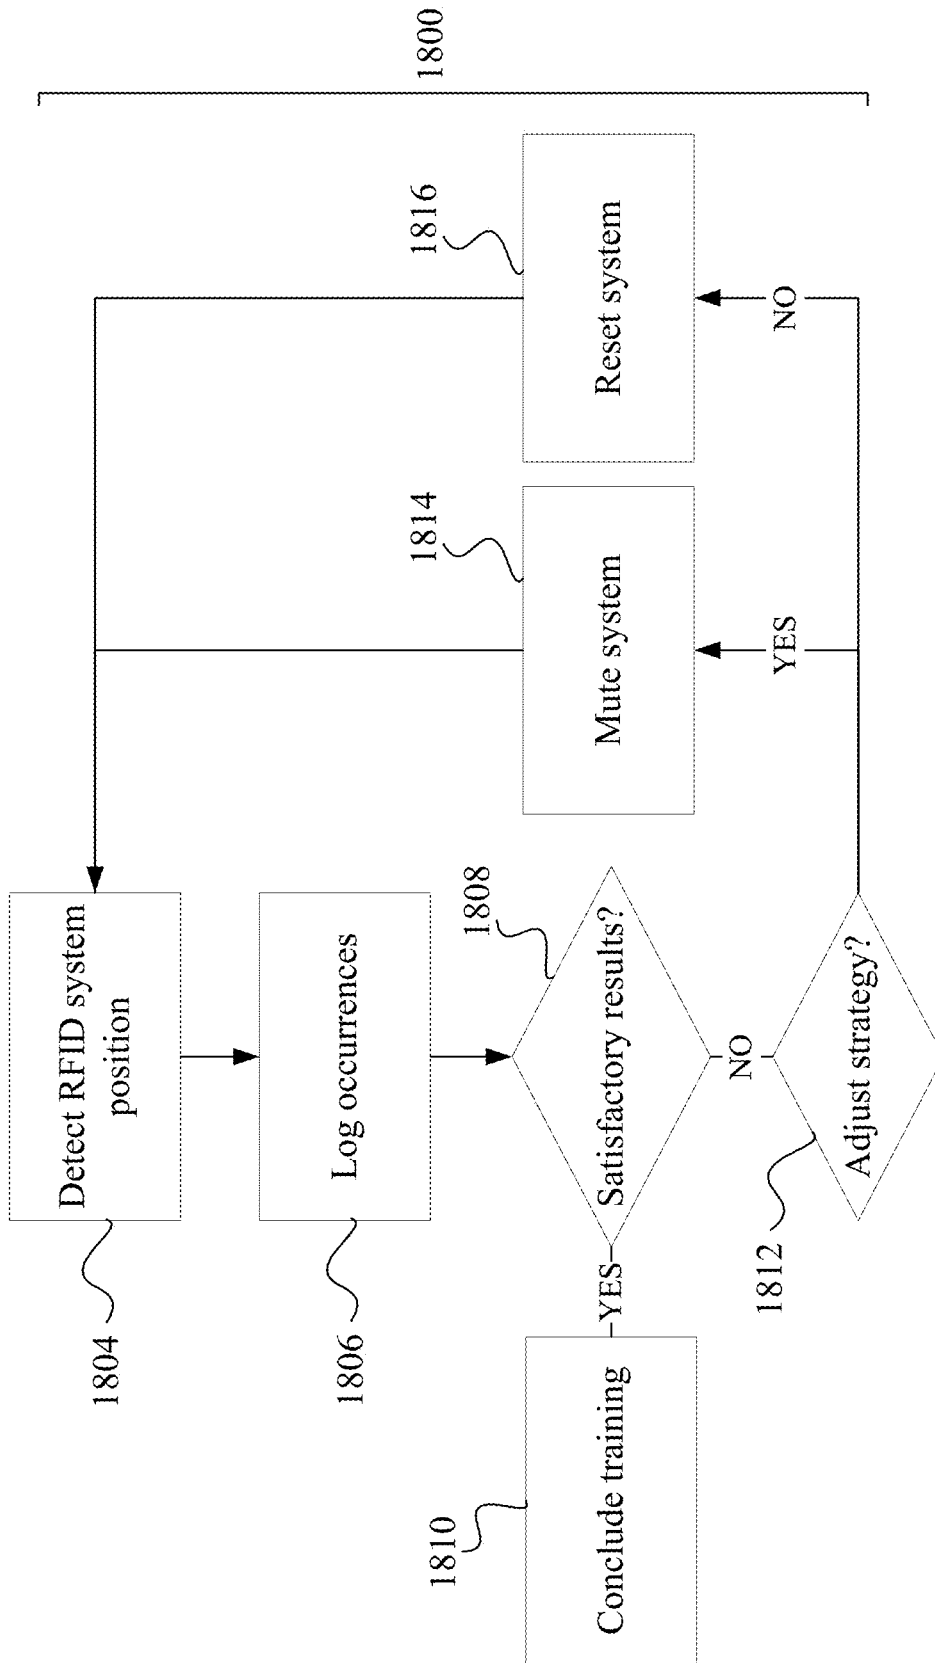 1800
1804
Detect RFID system
position
1806
Log occurrences
1808
Satisfactory results?
YES
1810
Conclude training
NO
1812
Adjust strategy?
YES
1814
Mute system
NO
1816
Reset system